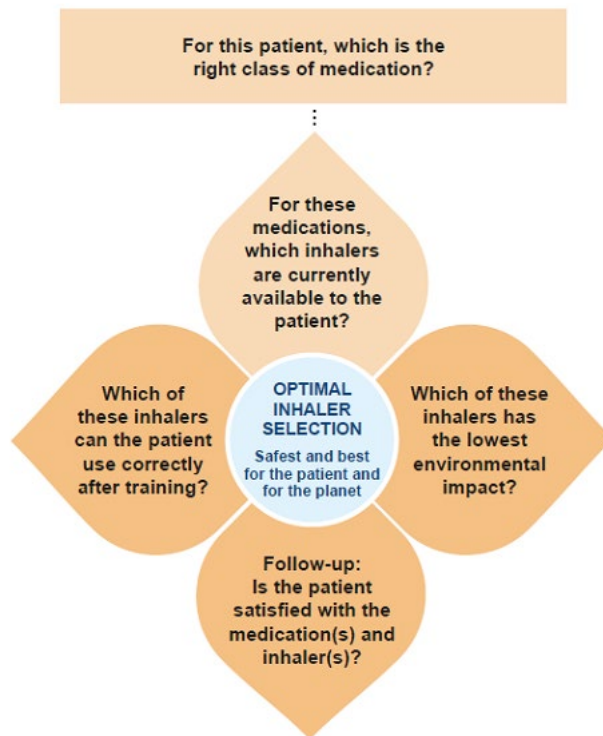 For this patient, which is the
right class of medication?
For these
medications,
which inhalers
are currently
available to the
patient?
Which of
these inhalers
can the patient
use correctly
after training?
OPTIMAL
INHALER
SELECTION
Safest and best
for the patient and
for the planet
Which of these
inhalers has
the lowest
environmental
impact?
Follow-up:
Is the patient
satisfied with the
medication(s) and
inhaler(s)?